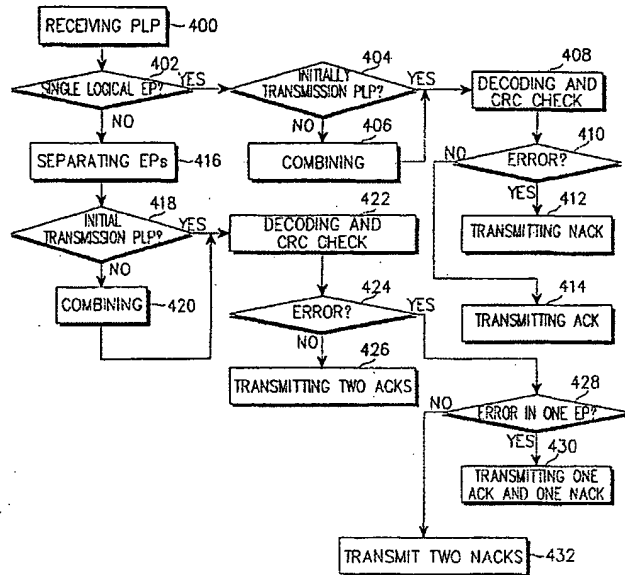 RECEIVING PLP
400
402
SINGLE LOGICAL EP?
YES
NO
404
INITIALLY
TRANSMISSION PLP?
YES
NO
406
COMBINING
408
DECODING AND
CRC CHECK
410
ERROR?
NO
YES
412
TRANSMITTING NACK
414
TRANSMITTING ACK
SEPARATING EPs
416
418
INITIAL
TRANSMISSION PLP?
YES
NO
COMBINING
420
422
DECODING AND
CRC CHECK
424
ERROR?
YES
NO
426
TRANSMITTING TWO ACKS
428
ERROR IN ONE EP?
NO
YES
430
TRANSMITTING ONE
ACK AND ONE NACK
TRANSMIT TWO NACKS
432